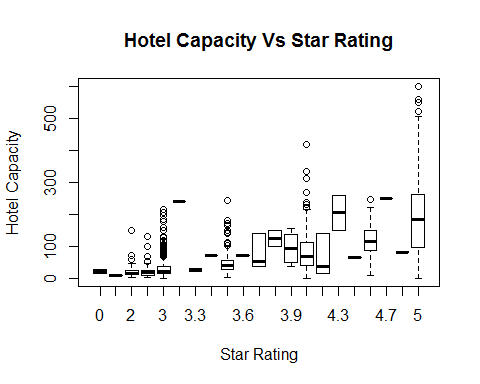 Hotel Capacity Vs Star Rating
Hotel Capacity
500
300
100
0
0 2 3 3.3 3.6 3.9 4.3 4.7 5
Star Rating